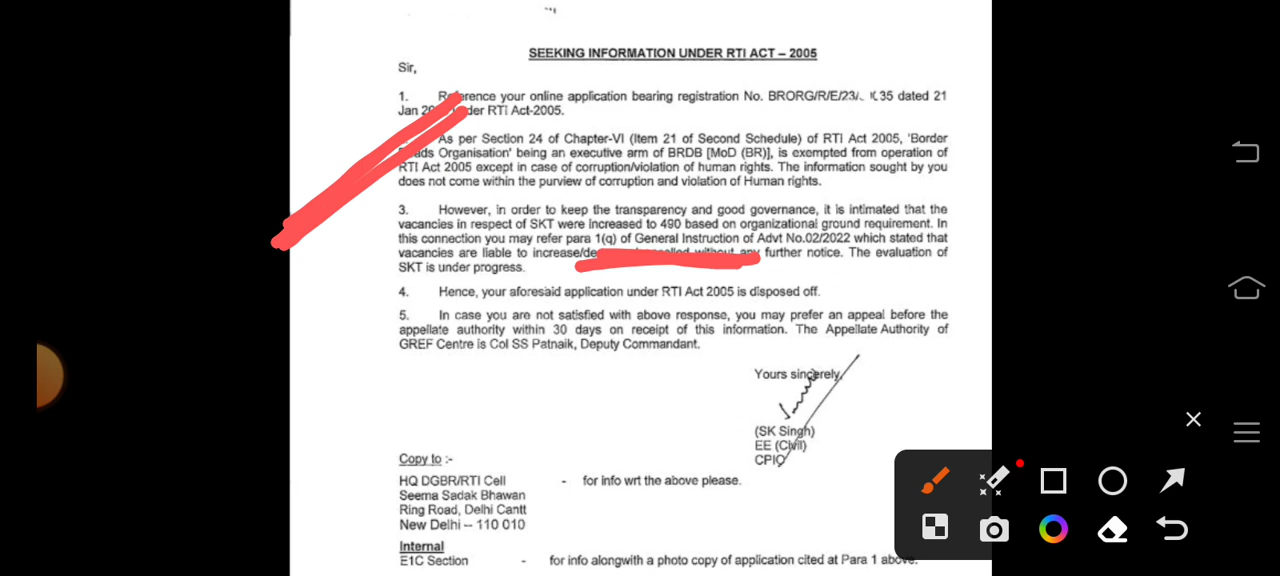 SEEKING INFORMATION UNDER RTI ACT – 2005
Sir,
1. Reference your online application bearing registration No. BRORG/R/E/23/ 35 dated 21
Jan RTI Act-2005.
As per Section 24 of Chapter-VI (Item 21 of Second Schedule) of RTI Act 2005, 'Border
Organisation' being an executive arm of BRDB [MoD (BR)], is exempted from operation of
RTI Act 2005 except in case of corruption/violation of human rights. The information sought by you
does not come within the purview of corruption and violation of Human rights.
3. However, in order to keep the transparency and good governance, it is intimated that the
vacancies in respect of SKT were increased to 490 based on organizational ground requirement. In
this connection you may refer para 1(q) of General Instruction of Advt No.02/2022 which stated that
vacancies are liable to without any further notice. The evaluation of
SKT is under progress.
4. Hence, your aforesaid application under RTI Act 2005 is disposed off.
5. In case you are not satisfied with above response, you may prefer an appeal before the
appellate authority within 30 days on receipt of this information. The Appellate Authority of
GREF Centre is Col SS Patnaik, Deputy Commandant.
Yours sincerely,
(SK Singh)
EE (Civil)
CPIO
Copy to :-
HQ DGBR/RTI Cell - for info wrt the above please.
Seema Sadak Bhawan
Ring Road, Delhi Cantt
New Delhi – 110 010
Internal
E1C Section - for info alongwith a photo copy of application cited at Para 1 above.